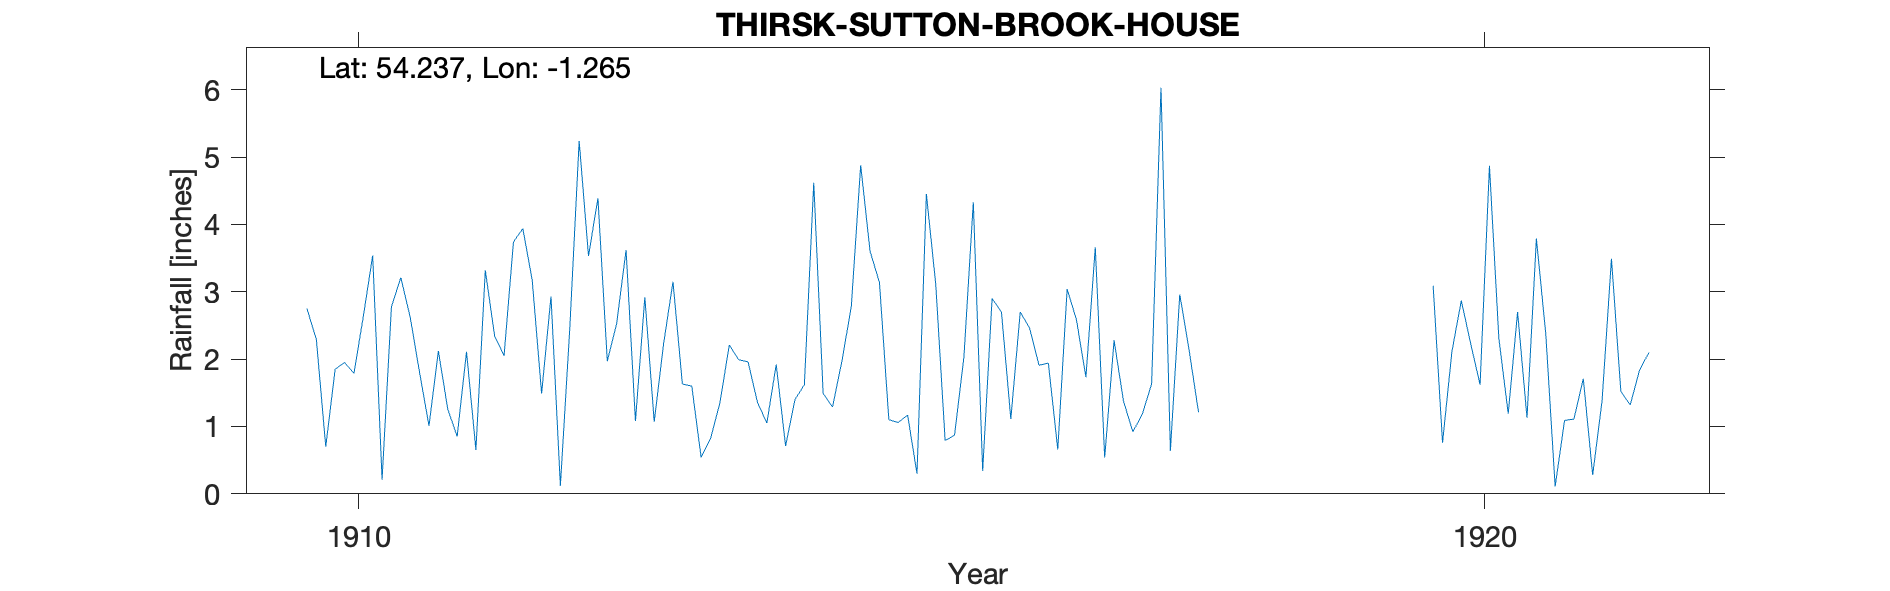 THIRSK-SUTTON-BROOK-HOUSE
Lat: 54.237, Lon: -1.265
6
5
4
3
2
1
0
Rainfall [inches]
1910 1920
Year